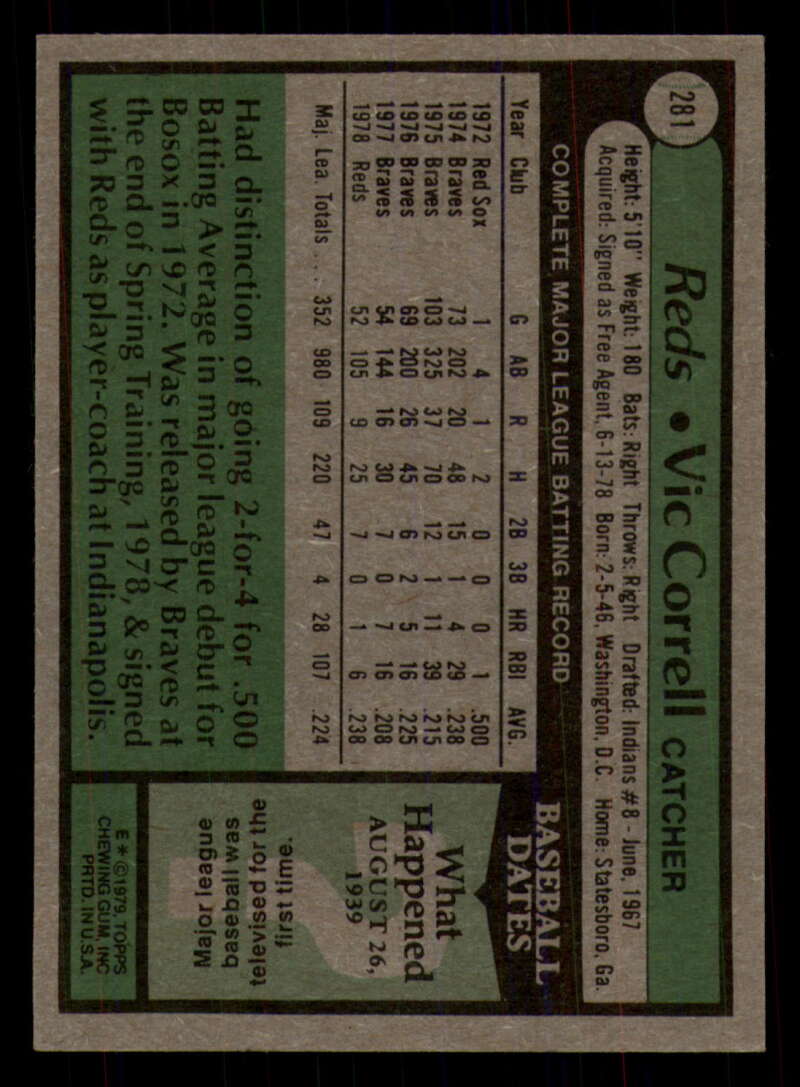 281
Reds • Vic Correll CATCHER
Height: 5'10" Weight: 180 Bats: Right Throws: Right Drafted: Indians #8 - June, 1967
Acquired: Signed as Free Agent, 6-13-78 Born: 2-5-46, Washington, D.C. Home: Statesboro, Ga.
COMPLETE MAJOR LEAGUE BATTING RECORD
Year Club G AB R H 2B 3B HR RBI AVG.
1972 Red Sox 1 4 1 2 0 0 0 1 .500
1974 Braves 73 202 20 48 15 1 4 29 .238
1975 Braves 103 325 37 70 12 1 11 39 .215
1976 Braves 69 200 26 45 6 2 5 16 .225
1977 Braves 54 144 16 30 7 0 7 16 .208
1978 Reds 52 105 9 25 7 0 1 6 .238
Maj. Lea. Totals . . . 352 980 109 220 47 4 28 107 .224
Had distinction of going 2-for-4 for .500
Batting Average in major league debut for
Bosox in 1972. Was released by Braves at
the end of Spring Training, 1978, & signed
with Reds as player-coach at Indianapolis.
BASEBALL
DATES
What
Happened
AUGUST 26,
1939
Major league
baseball was
televised for the
first time.
E * © 1979, TOPPS
CHEWING GUM, INC
PRTD. IN U.S.A.